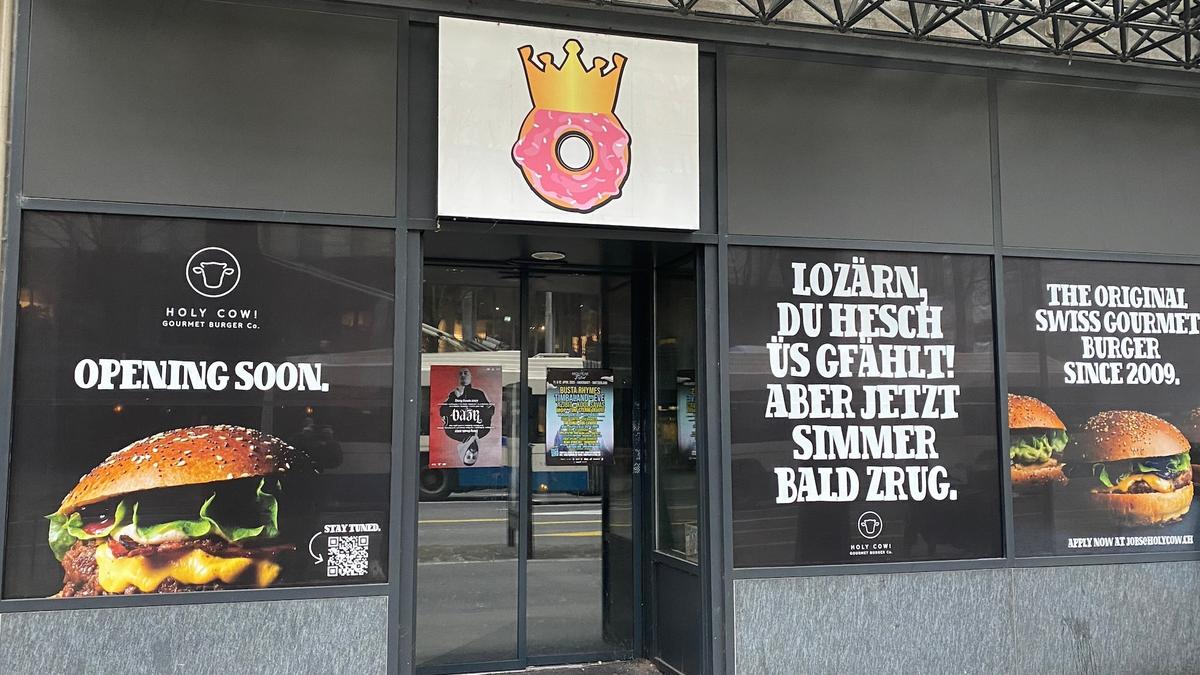 HOLY COW!
GOURMET BURGER Co.
OPENING SOON.
STAY TUNED.
BUSTA RHYMES
LOZÄRN,
DU HESCH
ÜS GFÄHLT!
ABER JETZT
SIMMER
BALD ZRUG.
HOLY COW!
GOURMET BURGER Co.
THE ORIGINAL
SWISS GOURMET
BURGER
SINCE 2009.
APPLY NOW AT JOBS@HOLYCOW.CH